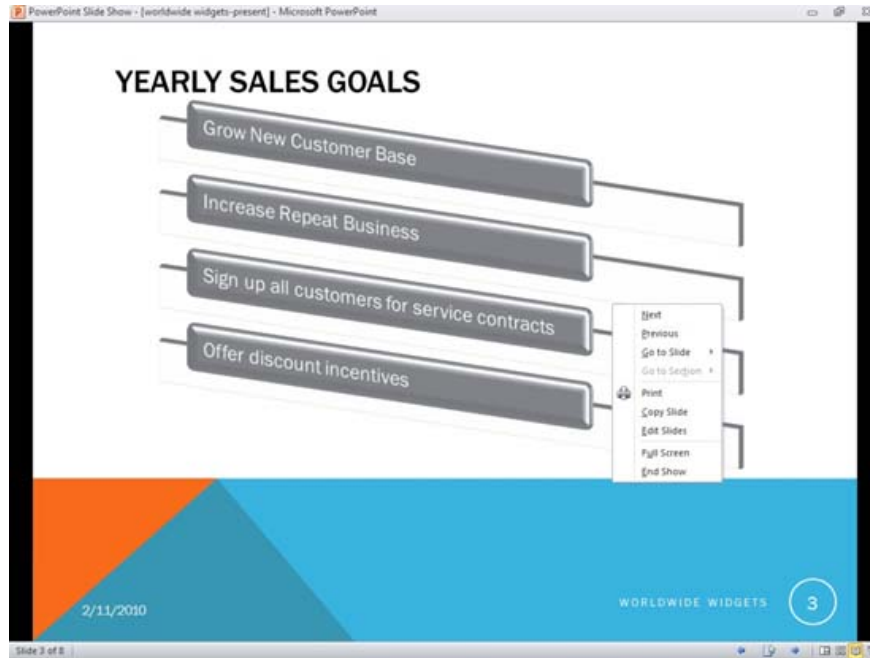 PowerPoint Slide Show - [worldwide widgets-present] - Microsoft PowerPoint
YEARLY SALES GOALS
Grow New Customer Base
Increase Repeat Business
Sign up all customers for service contracts
Offer discount incentives
Next
Previous
Go to Slide
Go to Section
Print
Copy Slide
Edit Slides
Full Screen
End Show
2/11/2010
WORLDWIDE WIDGETS
3
Slide 3 of 8